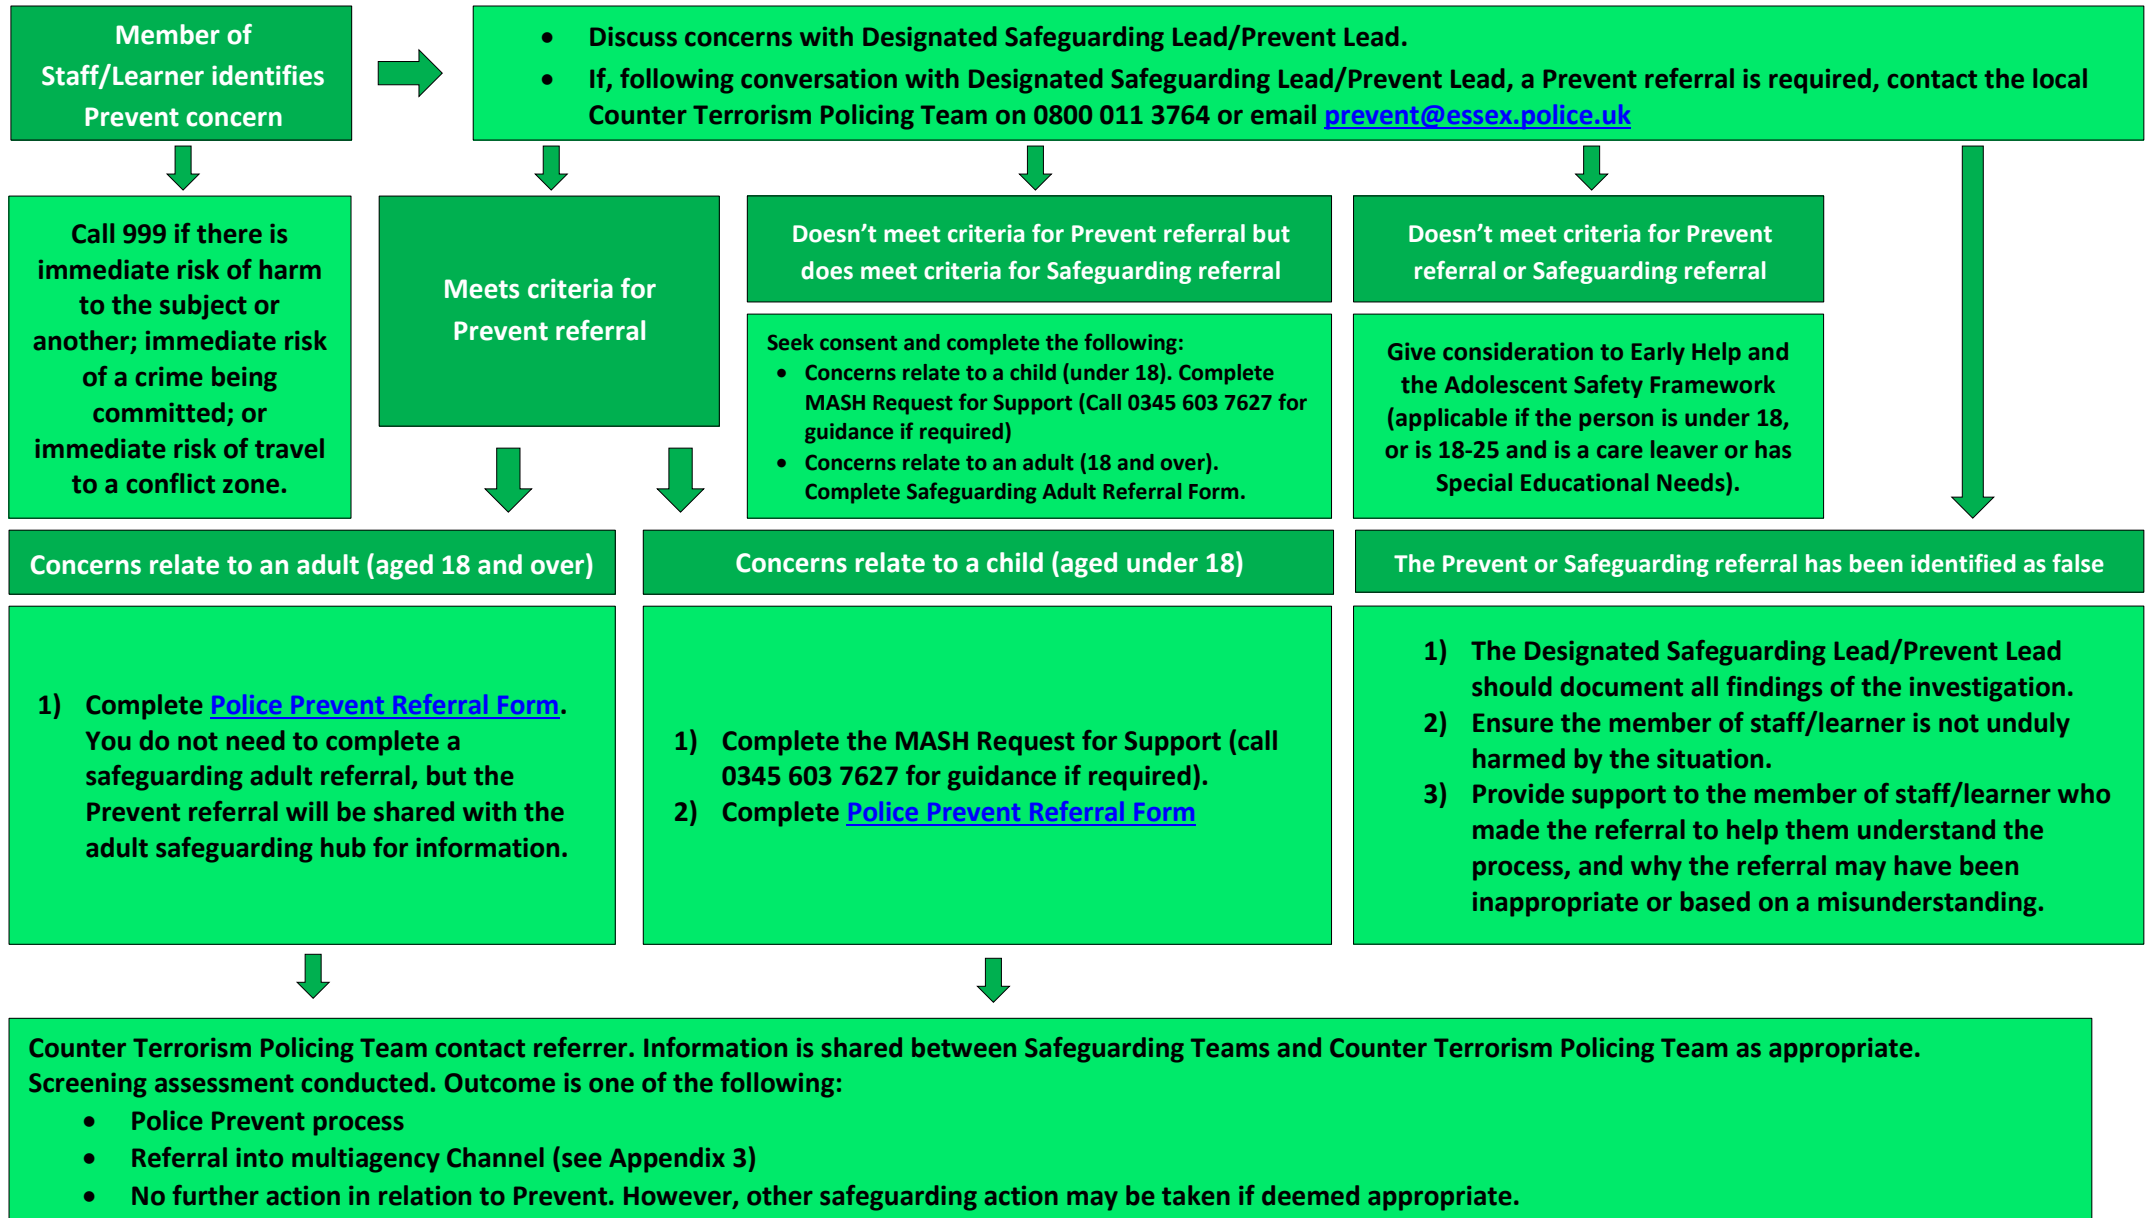 Member of
Staff/Learner identifies
Prevent concern
• Discuss concerns with Designated Safeguarding Lead/Prevent Lead.
• If, following conversation with Designated Safeguarding Lead/Prevent Lead, a Prevent referral is required, contact the local
Counter Terrorism Policing Team on 0800 011 3764 or email prevent@essex.police.uk
Call 999 if there is
immediate risk of harm
to the subject or
another; immediate risk
of a crime being
committed; or
immediate risk of travel
to a conflict zone.
Meets criteria for
Prevent referral
Doesn't meet criteria for Prevent referral but
does meet criteria for Safeguarding referral
Seek consent and complete the following:
• Concerns relate to a child (under 18). Complete
MASH Request for Support (Call 0345 603 7627 for
guidance if required)
• Concerns relate to an adult (18 and over).
Complete Safeguarding Adult Referral Form.
Doesn't meet criteria for Prevent
referral or Safeguarding referral
Give consideration to Early Help and
the Adolescent Safety Framework
(applicable if the person is under 18,
or is 18-25 and is a care leaver or has
Special Educational Needs).
Concerns relate to an adult (aged 18 and over)
1) Complete Police Prevent Referral Form.
You do not need to complete a
safeguarding adult referral, but the
Prevent referral will be shared with the
adult safeguarding hub for information.
Concerns relate to a child (aged under 18)
1) Complete the MASH Request for Support (call
0345 603 7627 for guidance if required).
2) Complete Police Prevent Referral Form
The Prevent or Safeguarding referral has been identified as false
1) The Designated Safeguarding Lead/Prevent Lead
should document all findings of the investigation.
2) Ensure the member of staff/learner is not unduly
harmed by the situation.
3) Provide support to the member of staff/learner who
made the referral to help them understand the
process, and why the referral may have been
inappropriate or based on a misunderstanding.
Counter Terrorism Policing Team contact referrer. Information is shared between Safeguarding Teams and Counter Terrorism Policing Team as appropriate.
Screening assessment conducted. Outcome is one of the following:
• Police Prevent process
• Referral into multiagency Channel (see Appendix 3)
• No further action in relation to Prevent. However, other safeguarding action may be taken if deemed appropriate.